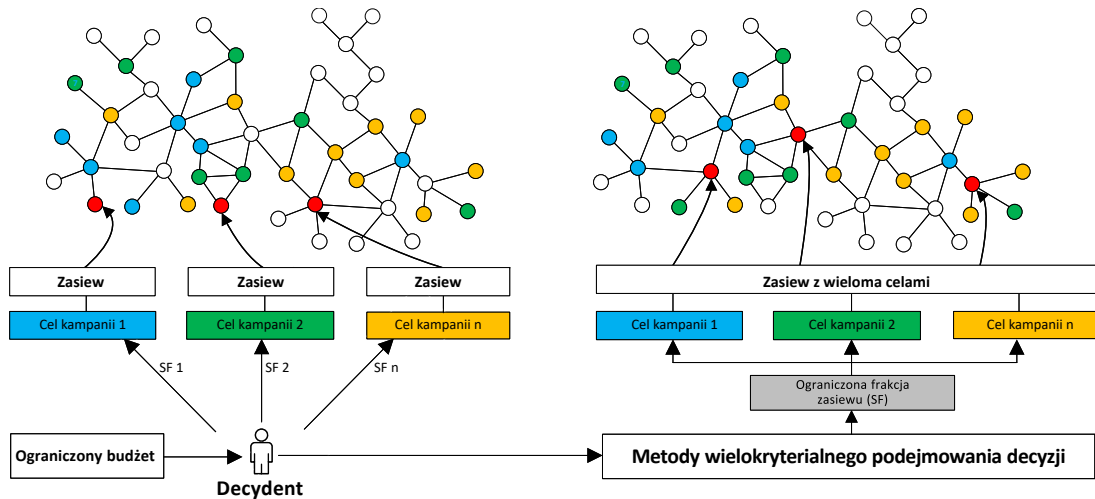 Zasiew
Zasiew
Zasiew
Cel kampanii 1
Cel kampanii 2
Cel kampanii n
SF 1
SF 2
SF n
Ograniczony budżet
Decydent
Zasiew z wieloma celami
Cel kampanii 1
Cel kampanii 2
Cel kampanii n
Ograniczona frakcja
zasiewu (SF)
Metody wielokryterialnego podejmowania decyzji